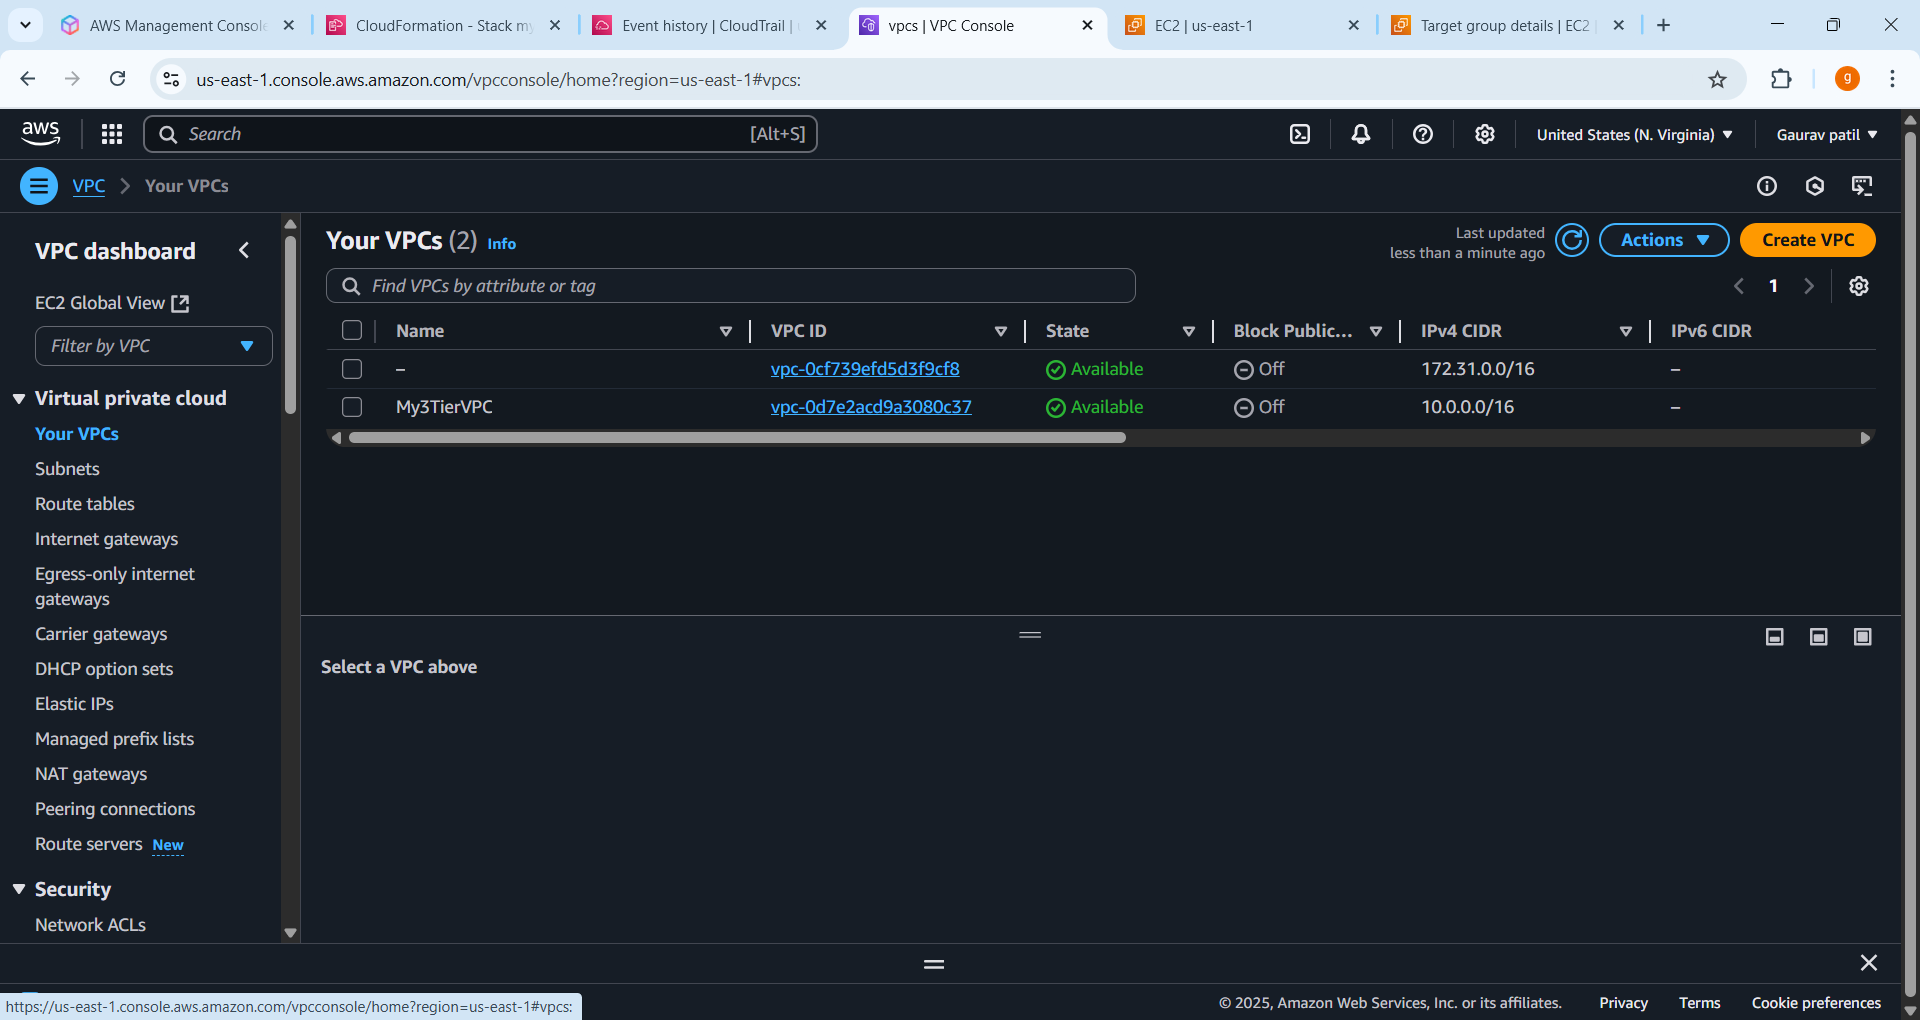 AWS Management Console
CloudFormation - Stack my
Event history | CloudTrail |
vpcs | VPC Console
EC2 | us-east-1
Target group details | EC2
us-east-1.console.aws.amazon.com/vpcconsole/home?region=us-east-1#vpcs:
g
aws
Search
[Alt+S]
United States (N. Virginia)
Gaurav patil
VPC
Your VPCs
VPC dashboard
EC2 Global View
Filter by VPC
Virtual private cloud
Your VPCs
Subnets
Route tables
Internet gateways
Egress-only internet
gateways
Carrier gateways
DHCP option sets
Elastic IPs
Managed prefix lists
NAT gateways
Peering connections
Route servers New
Security
Network ACLs
Your VPCs (2) Info
Last updated
less than a minute ago
Actions
Create VPC
Find VPCs by attribute or tag
1
Name VPC ID State Block Public... IPv4 CIDR IPv6 CIDR
– vpc-0cf739efd5d3f9cf8 Available Off 172.31.0.0/16 –
My3TierVPC vpc-0d7e2acd9a3080c37 Available Off 10.0.0.0/16 –
Select a VPC above
https://us-east-1.console.aws.amazon.com/vpcconsole/home?region=us-east-1#vpcs:
© 2025, Amazon Web Services, Inc. or its affiliates.
Privacy
Terms
Cookie preferences